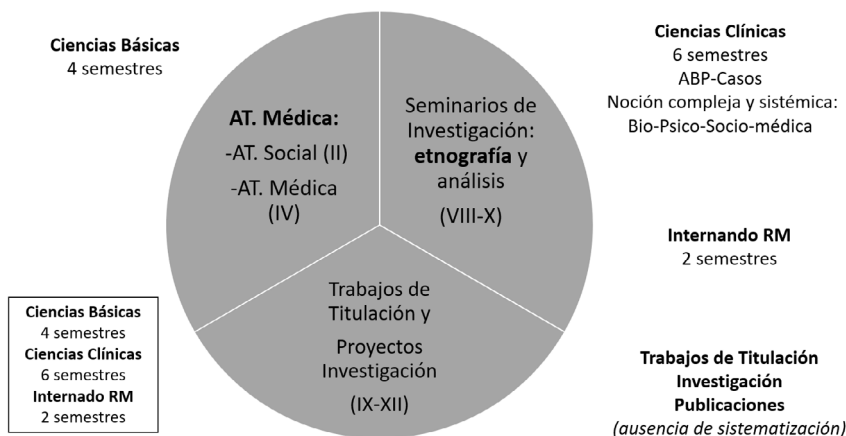 Ciencias Básicas
4 semestres
AT. Médica:
-AT. Social (II)
-AT. Médica
(IV)
Seminarios de
Investigación:
etnografía y
análisis
(VIII-X)
Ciencias Clínicas
6 semestres
ABP-Casos
Noción compleja y sistémica:
Bio-Psico-Socio-médica
Internando RM
2 semestres
Trabajos de
Titulación y
Proyectos
Investigación
(IX-XII)
Ciencias Básicas
4 semestres
Ciencias Clínicas
6 semestres
Internado RM
2 semestres
Trabajos de Titulación
Investigación
Publicaciones
(ausencia de sistematización)